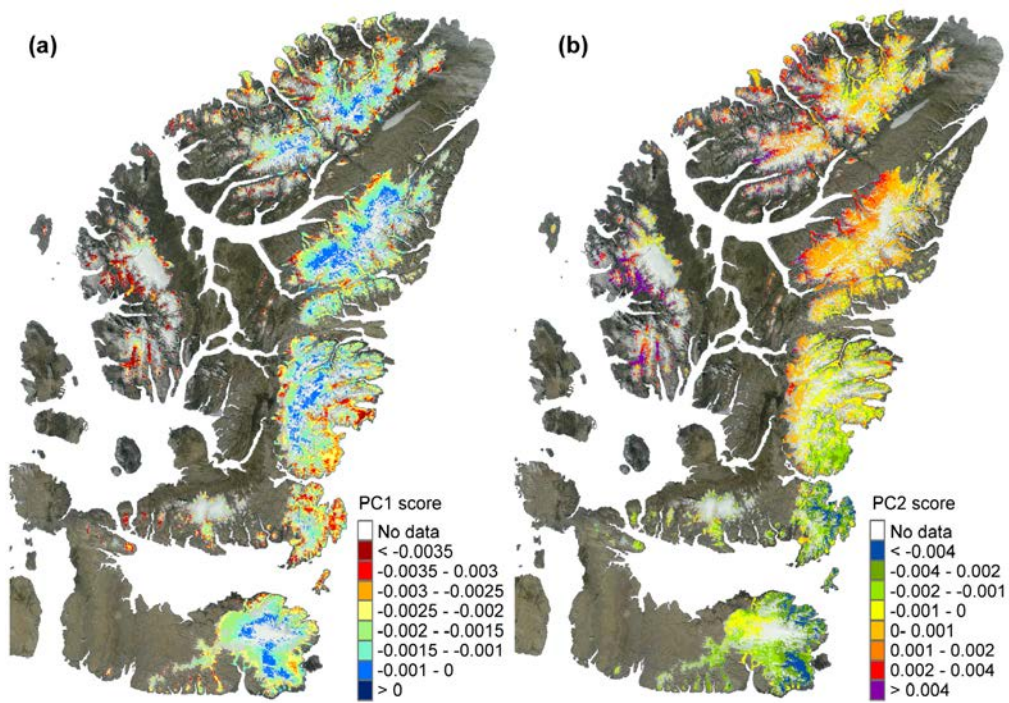 (a)
(b)
PC1 score
No data
< -0.0035
-0.0035 - 0.003
-0.003 - -0.0025
-0.0025 - -0.002
-0.002 - -0.0015
-0.0015 - -0.001
-0.001 - 0
> 0
PC2 score
No data
< -0.004
-0.004 - 0.002
-0.002 - -0.001
-0.001 - 0
0- 0.001
0.001 - 0.002
0.002 - 0.004
> 0.004